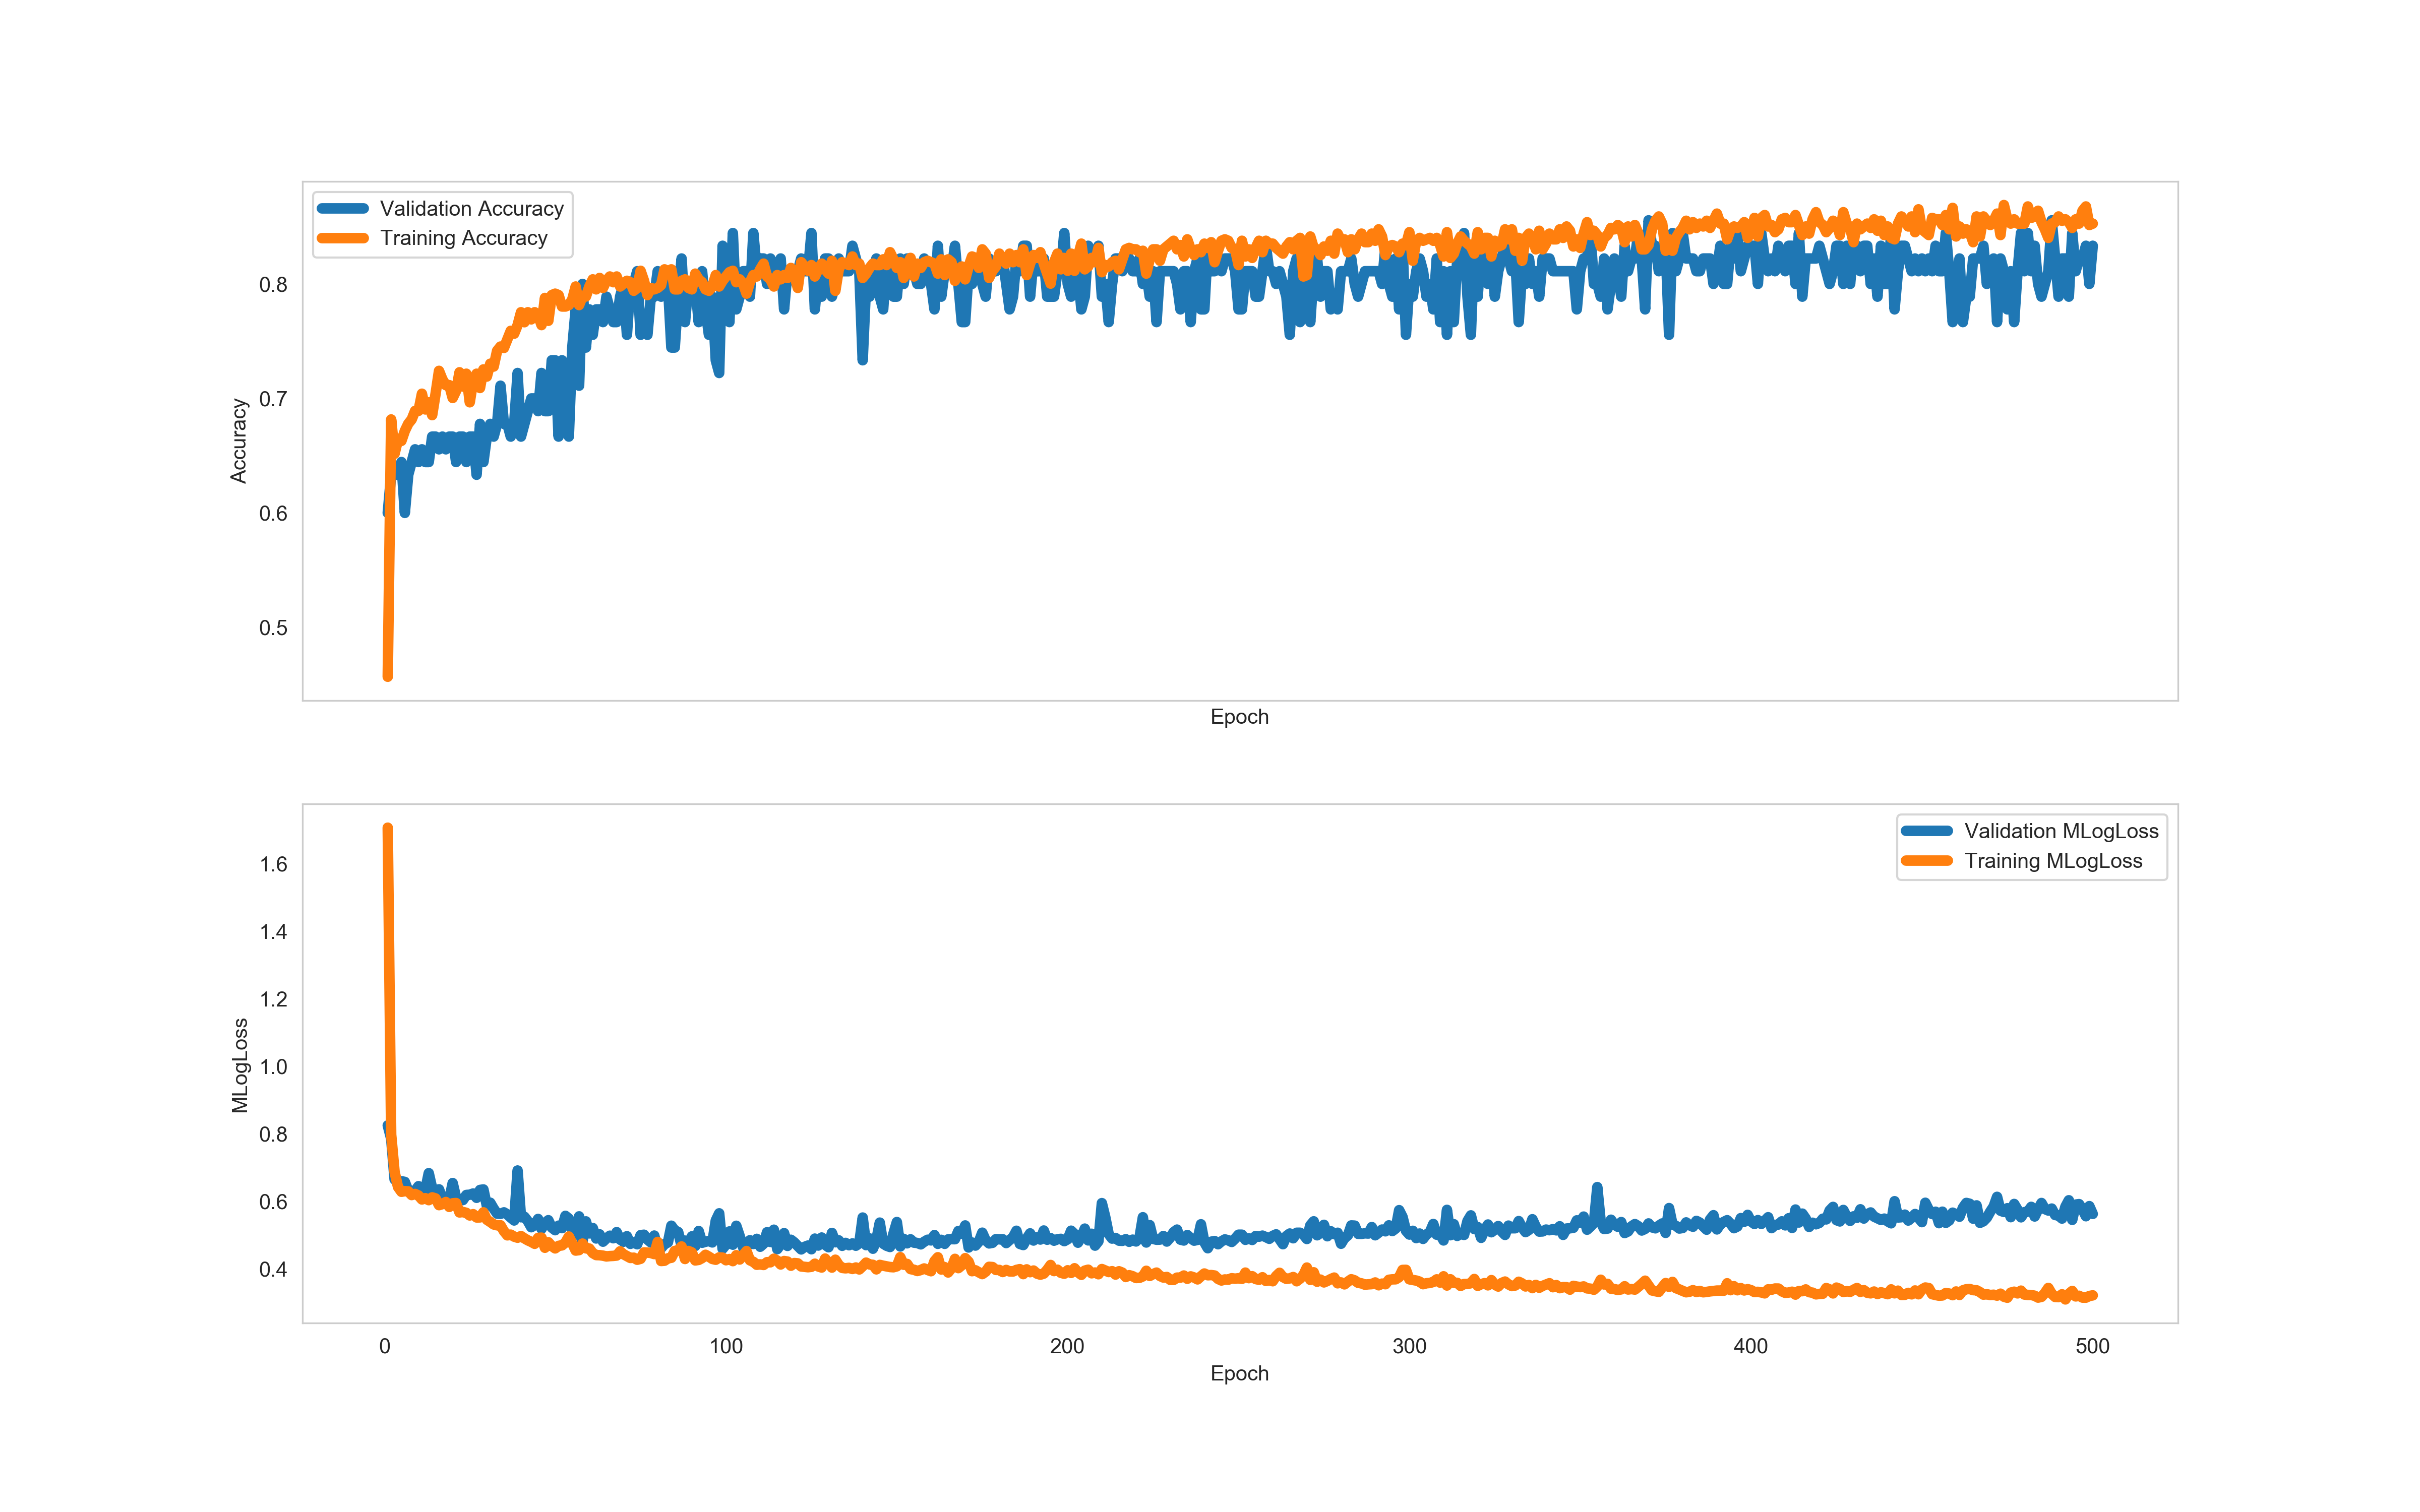 Validation Accuracy
Training Accuracy
0.8
0.7
0.6
0.5
Accuracy
Epoch
Validation MLogLoss
Training MLogLoss
1.6
1.4
1.2
1.0
0.8
0.6
0.4
MLogLoss
0 100 200 300 400 500
Epoch